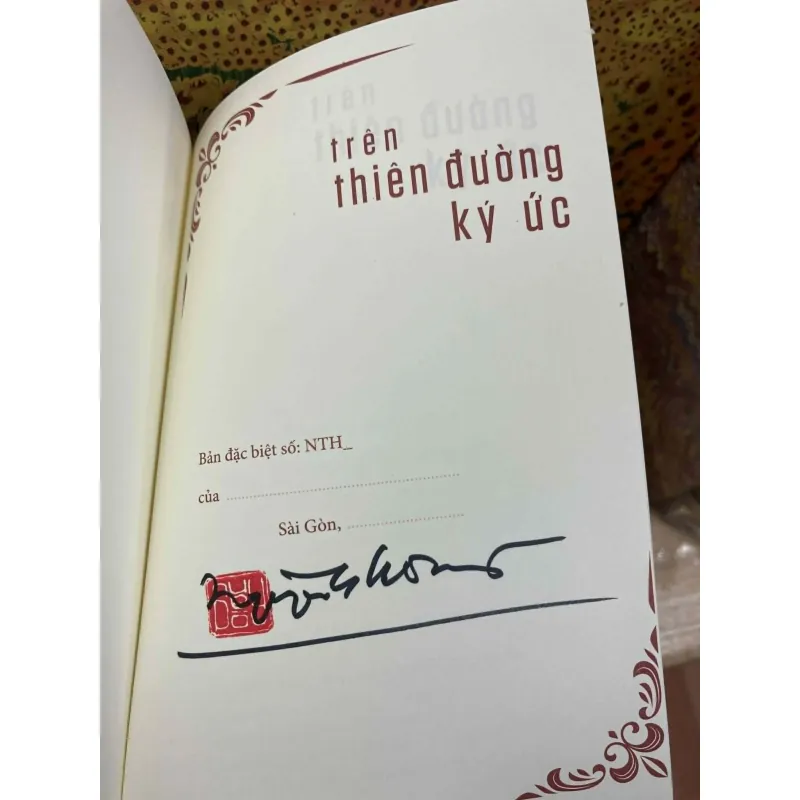 trên
thiên đường
ký ức
Bản đặc biệt số: NTH_
của ................................................
Sài Gòn, ........................